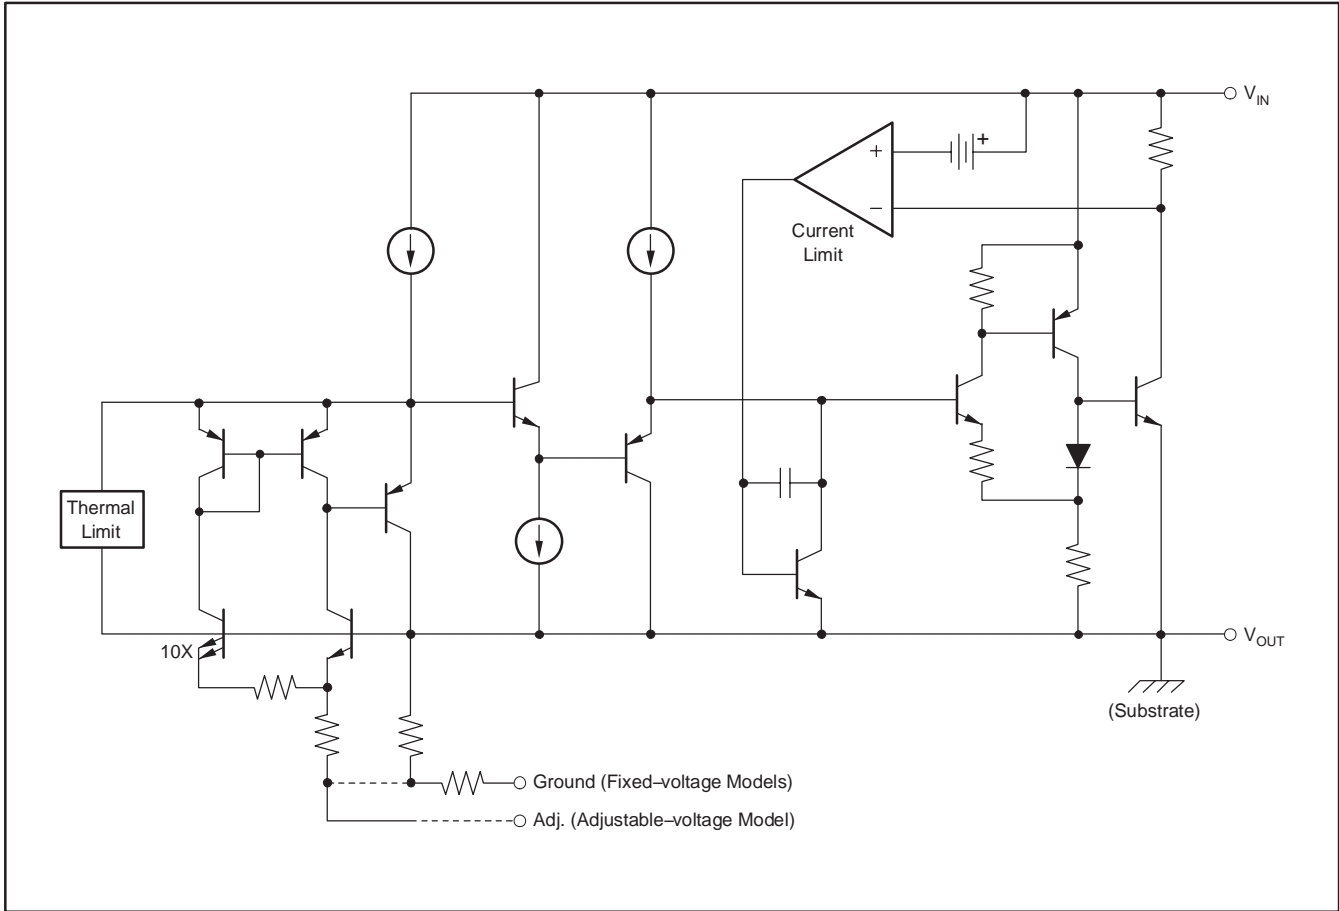 V_IN
+
+
−
Current
Limit
Thermal
Limit
10X
V_OUT
(Substrate)
Ground (Fixed–voltage Models)
Adj. (Adjustable–voltage Model)